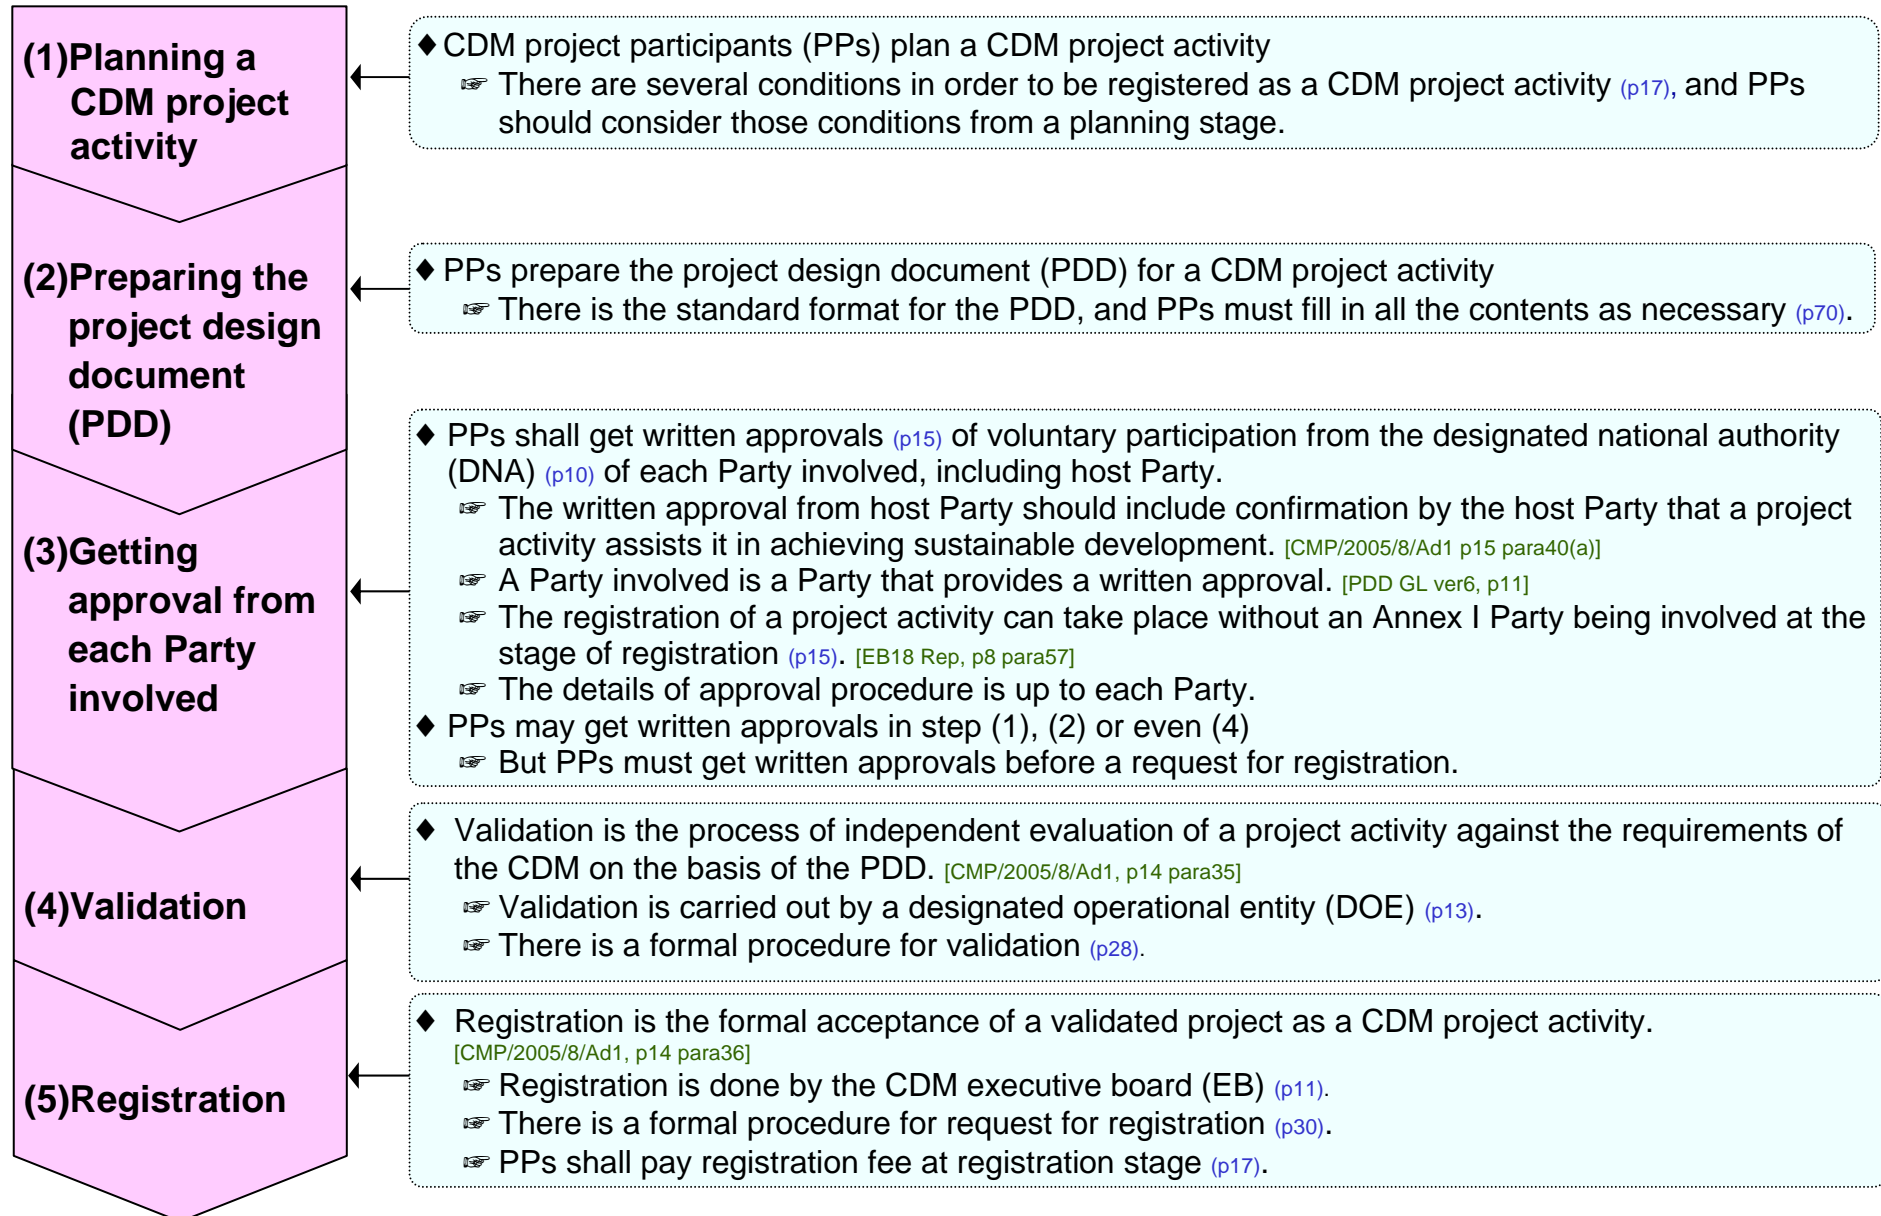 (1)Planning a
CDM project
activity
♦ CDM project participants (PPs) plan a CDM project activity
☞ There are several conditions in order to be registered as a CDM project activity (p17), and PPs
should consider those conditions from a planning stage.
(2)Preparing the
project design
document
(PDD)
♦ PPs prepare the project design document (PDD) for a CDM project activity
☞ There is the standard format for the PDD, and PPs must fill in all the contents as necessary (p70).
(3)Getting
approval from
each Party
involved
♦ PPs shall get written approvals (p15) of voluntary participation from the designated national authority
(DNA) (p10) of each Party involved, including host Party.
☞ The written approval from host Party should include confirmation by the host Party that a project
activity assists it in achieving sustainable development. [CMP/2005/8/Ad1 p15 para40(a)]
☞ A Party involved is a Party that provides a written approval. [PDD GL ver6, p11]
☞ The registration of a project activity can take place without an Annex I Party being involved at the
stage of registration (p15). [EB18 Rep, p8 para57]
☞ The details of approval procedure is up to each Party.
♦ PPs may get written approvals in step (1), (2) or even (4)
☞ But PPs must get written approvals before a request for registration.
(4)Validation
♦ Validation is the process of independent evaluation of a project activity against the requirements of
the CDM on the basis of the PDD. [CMP/2005/8/Ad1, p14 para35]
☞ Validation is carried out by a designated operational entity (DOE) (p13).
☞ There is a formal procedure for validation (p28).
(5)Registration
♦ Registration is the formal acceptance of a validated project as a CDM project activity.
[CMP/2005/8/Ad1, p14 para36]
☞ Registration is done by the CDM executive board (EB) (p11).
☞ There is a formal procedure for request for registration (p30).
☞ PPs shall pay registration fee at registration stage (p17).